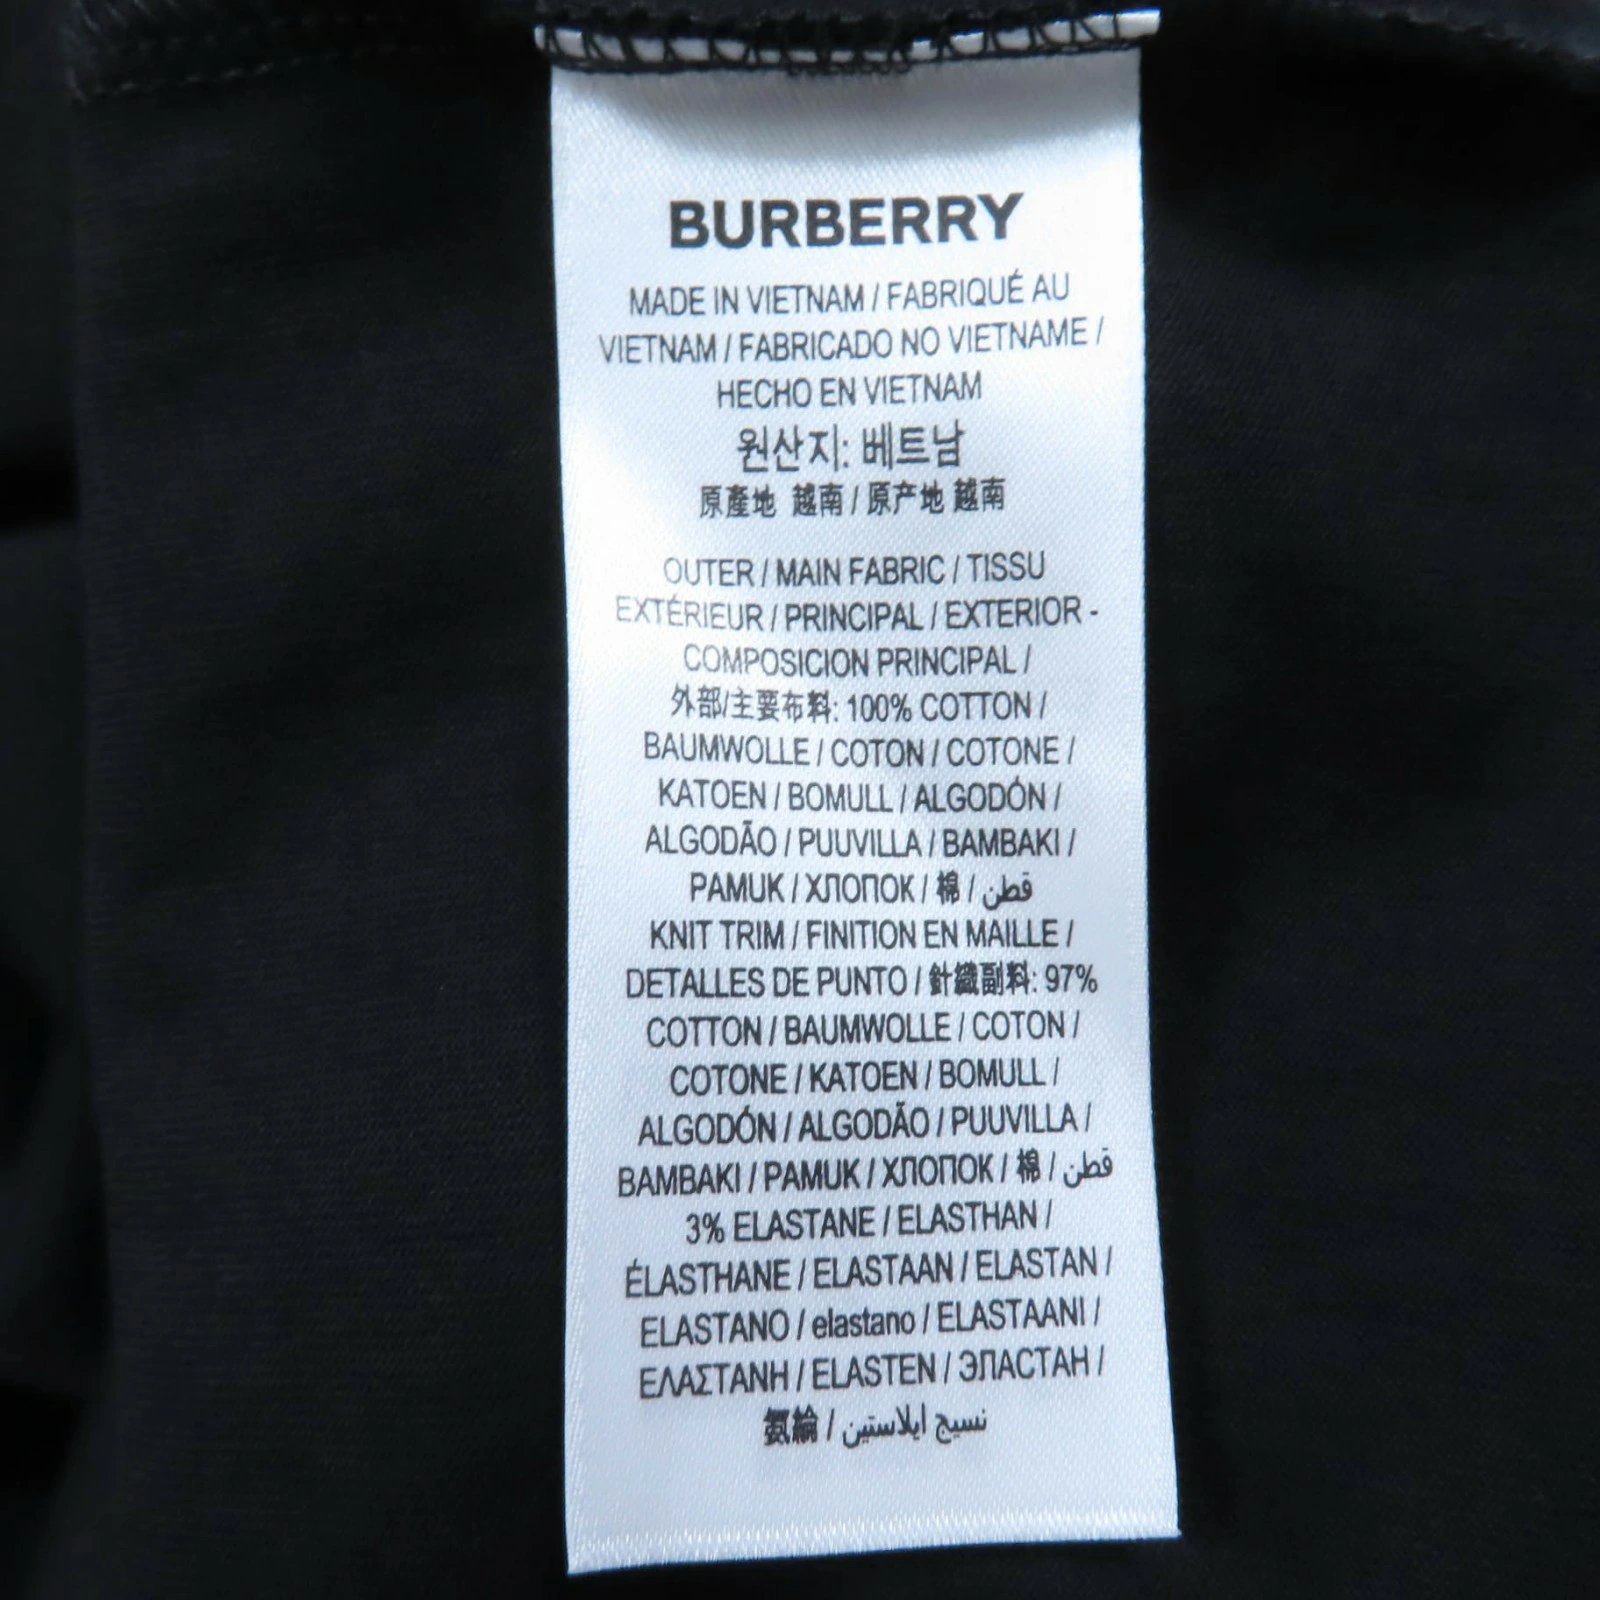 BURBERRY
MADE IN VIETNAM / FABRIQUÉ AU
VIETNAM / FABRICADO NO VIETNAME /
HECHO EN VIETNAM
원산지: 베트남
原產地 越南 / 原产地 越南
OUTER / MAIN FABRIC / TISSU
EXTÉRIEUR / PRINCIPAL / EXTERIOR -
COMPOSICION PRINCIPAL /
外部/主要布料: 100% COTTON /
BAUMWOLLE / COTON / COTONE /
KATOEN / BOMULL / ALGODÓN /
ALGODÃO / PUUVILLA / BAMBAKI /
PAMUK / ХЛОПОК / 棉 / قطن
KNIT TRIM / FINITION EN MAILLE /
DETALLES DE PUNTO / 針織副料: 97%
COTTON / BAUMWOLLE / COTON /
COTONE / KATOEN / BOMULL /
ALGODÓN / ALGODÃO / PUUVILLA /
BAMBAKI / PAMUK / ХЛОПОК / 棉 / قطن
3% ELASTANE / ELASTHAN /
ÉLASTHANE / ELASTAAN / ELASTAN /
ELASTANO / elastano / ELASTAANI /
ΕΛΑΣΤΑΝΗ / ELASTEN / ЭЛАСТАН /
氨綸 / نسيج ايلاستين